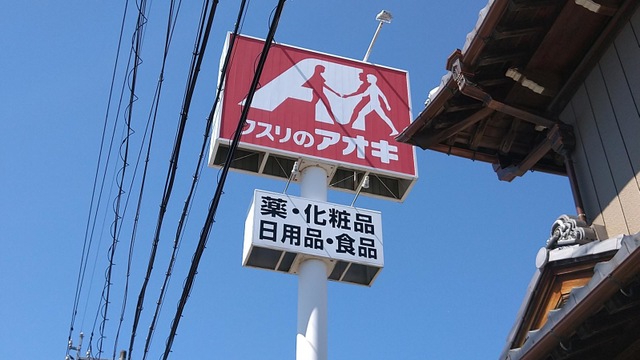 クスリのアオキ
薬・化粧品
日用品・食品